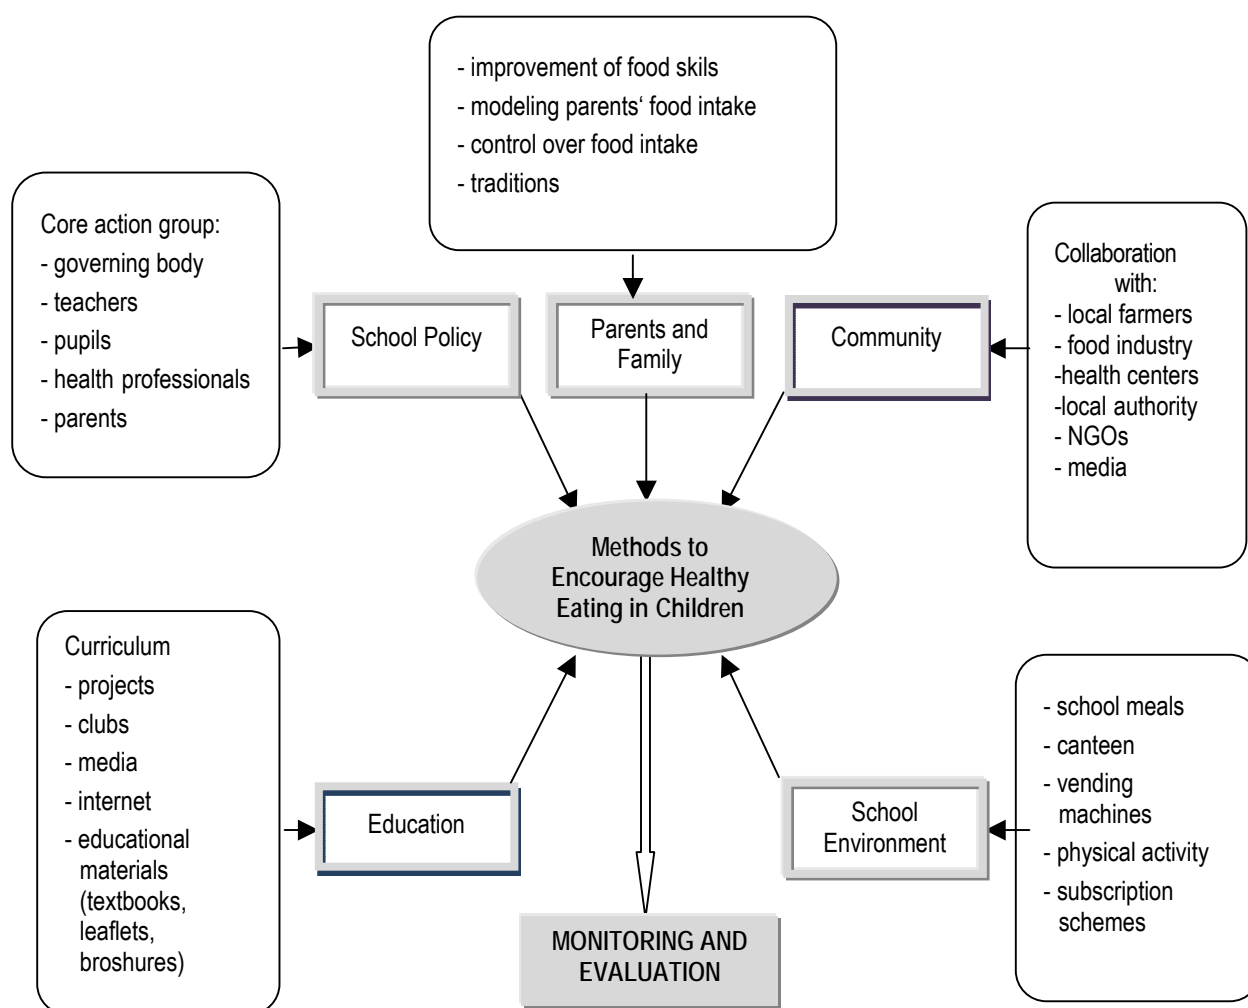 - improvement of food skils
- modeling parents‘ food intake
- control over food intake
- traditions
Core action group:
- governing body
- teachers
- pupils
- health professionals
- parents
School Policy
Parents and
Family
Community
Collaboration
with:
- local farmers
- food industry
-health centers
-local authority
- NGOs
- media
Methods to
Encourage Healthy
Eating in Children
Curriculum
- projects
- clubs
- media
- internet
- educational
materials
(textbooks,
leaflets,
broshures)
Education
School
Environment
- school meals
- canteen
- vending
machines
- physical activity
- subscription
schemes
MONITORING AND
EVALUATION